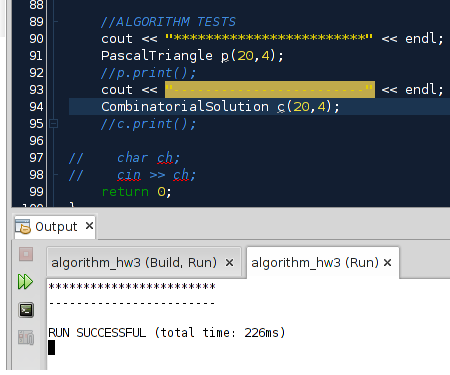 88
89 //ALGORITHM TESTS
90 cout << "************************" << endl;
91 PascalTriangle p(20,4);
92 //p.print();
93 cout << "------------------------" << endl;
94 CombinatorialSolution c(20,4);
95 //c.print();
96
97 // char ch;
98 // cin >> ch;
99 return 0;
100 }
Output ×
algorithm_hw3 (Build, Run) × algorithm_hw3 (Run) ×
************************
------------------------
RUN SUCCESSFUL (total time: 226ms)